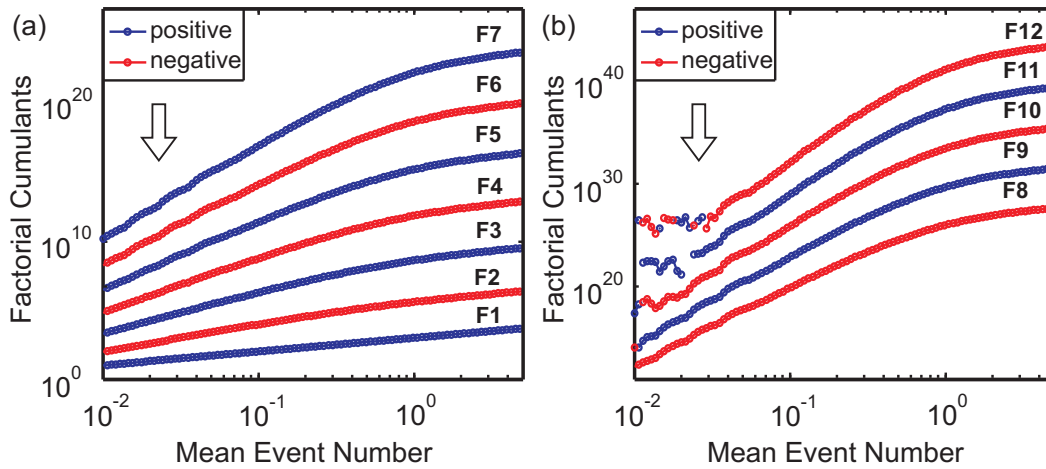 (a)
positive
negative
F7
F6
F5
F4
F3
F2
F1
10^20
10^10
10^0
Factorial Cumulants
10^-2
10^-1
10^0
Mean Event Number
(b)
positive
negative
F12
F11
F10
F9
F8
10^40
10^30
10^20
Factorial Cumulants
10^-2
10^-1
10^0
Mean Event Number